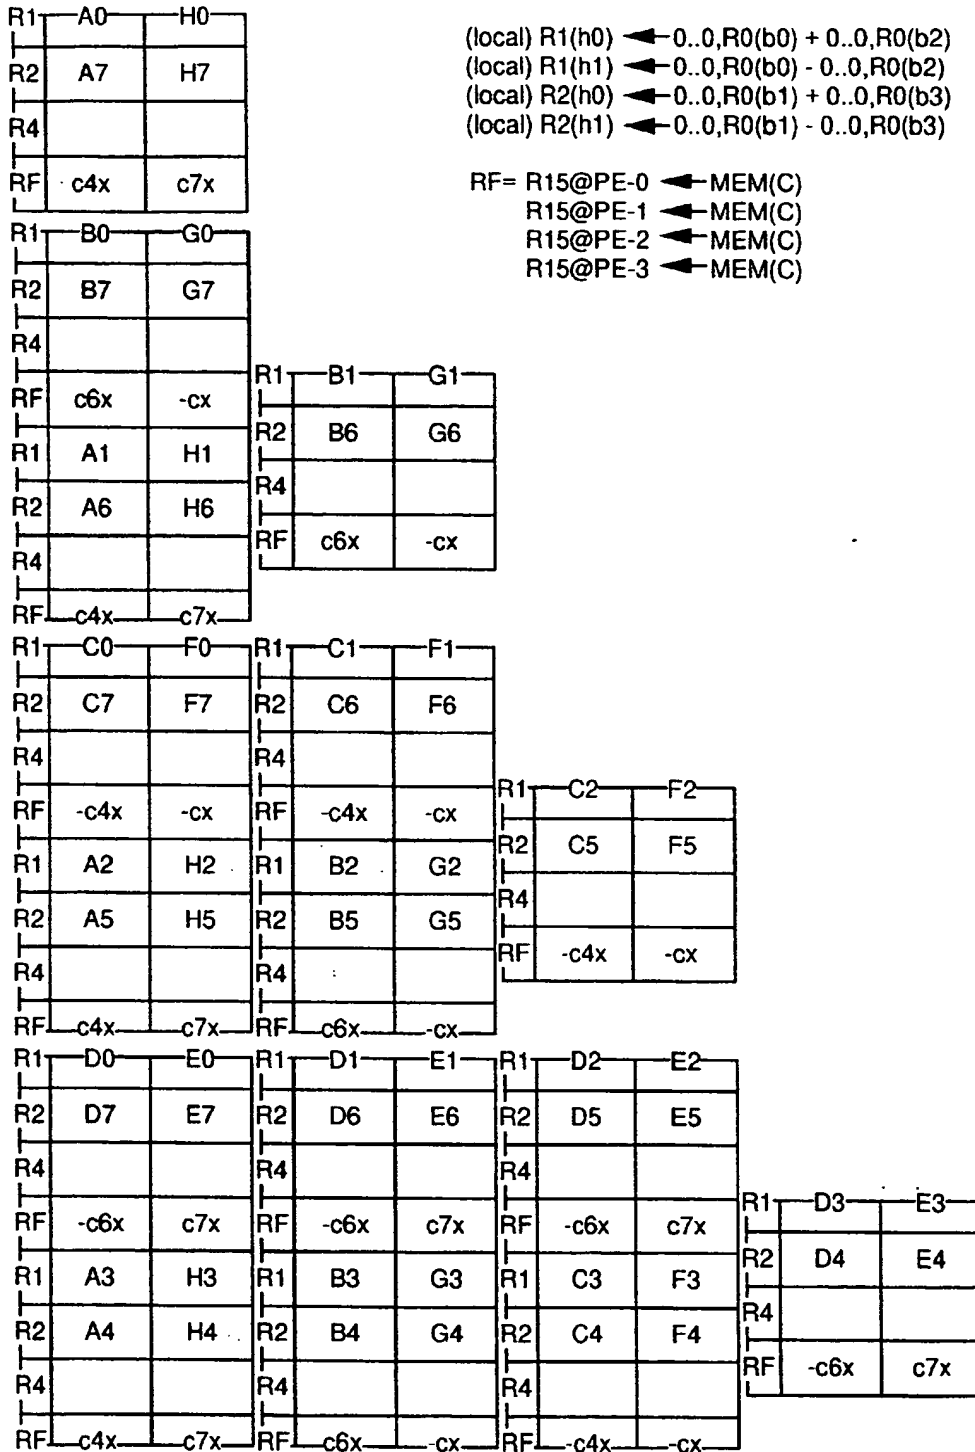 R1 A0 H0
(local) R1(h0) ← 0..0,R0(b0) + 0..0,R0(b2)
(local) R1(h1) ← 0..0,R0(b0) - 0..0,R0(b2)
R2 A7 H7
(local) R2(h0) ← 0..0,R0(b1) + 0..0,R0(b3)
(local) R2(h1) ← 0..0,R0(b1) - 0..0,R0(b3)
R4
RF c4x c7x
RF= R15@PE-0 ← MEM(C)
R15@PE-1 ← MEM(C)
R15@PE-2 ← MEM(C)
R15@PE-3 ← MEM(C)
R1 B0 G0
R2 B7 G7
R4
RF c6x -cx
R1 A1 H1
R2 A6 H6
R4
RF c4x c7x
R1 B1 G1
R2 B6 G6
R4
RF c6x -cx
R1 C0 F0
R2 C7 F7
R4
RF -c4x -cx
R1 A2 H2
R2 A5 H5
R4
RF c4x c7x
R1 C1 F1
R2 C6 F6
R4
RF -c4x -cx
R1 B2 G2
R2 B5 G5
R4
RF c6x -cx
R1 C2 F2
R2 C5 F5
R4
RF -c4x -cx
R1 D0 E0
R2 D7 E7
R4
RF -c6x c7x
R1 A3 H3
R2 A4 H4
R4
RF c4x c7x
R1 D1 E1
R2 D6 E6
R4
RF -c6x c7x
R1 B3 G3
R2 B4 G4
R4
RF c6x -cx
R1 D2 E2
R2 D5 E5
R4
RF -c6x c7x
R1 C3 F3
R2 C4 F4
R4
RF -c4x -cx
R1 D3 E3
R2 D4 E4
R4
RF -c6x c7x